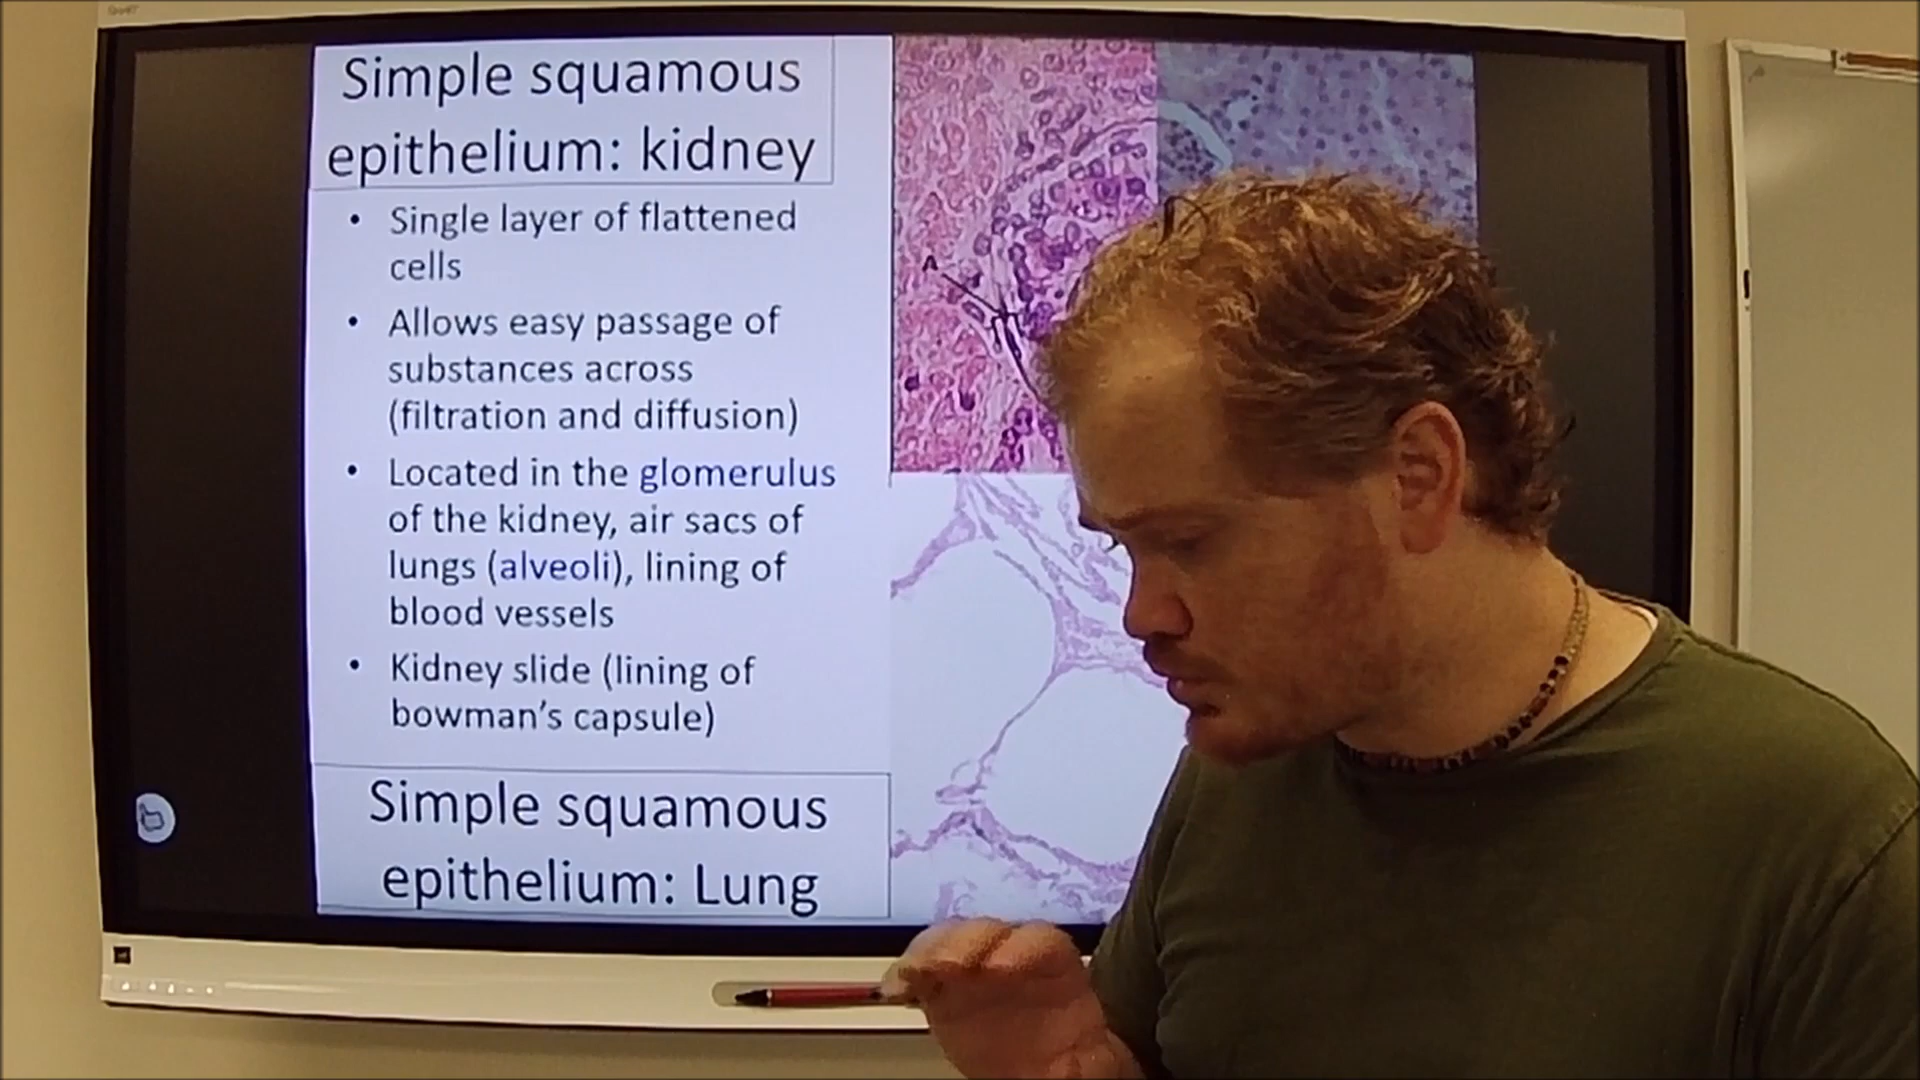 Simple squamous
epithelium: kidney
• Single layer of flattened
cells
• Allows easy passage of
substances across
(filtration and diffusion)
• Located in the glomerulus
of the kidney, air sacs of
lungs (alveoli), lining of
blood vessels
• Kidney slide (lining of
bowman's capsule)
Simple squamous
epithelium: Lung
A